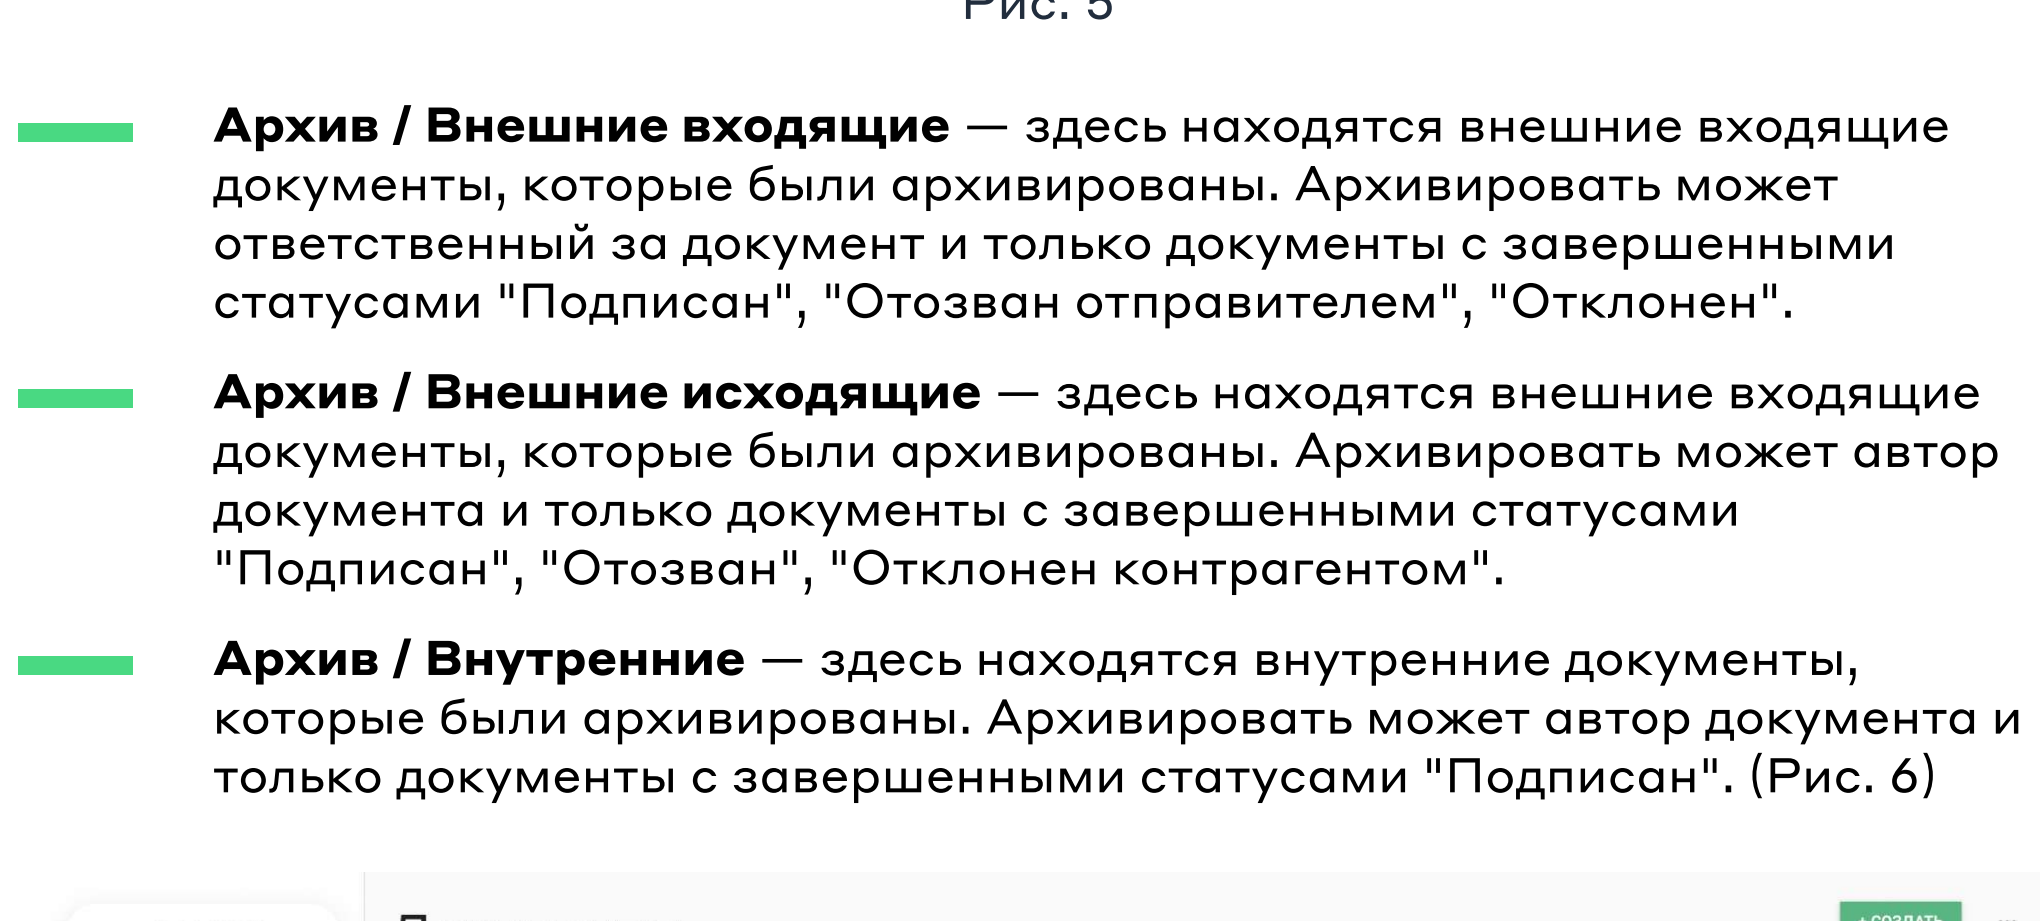 Рис. 5
Архив / Внешние входящие — здесь находятся внешние входящие
документы, которые были архивированы. Архивировать может
ответственный за документ и только документы с завершенными
статусами "Подписан", "Отозван отправителем", "Отклонен".
Архив / Внешние исходящие — здесь находятся внешние входящие
документы, которые были архивированы. Архивировать может автор
документа и только документы с завершенными статусами
"Подписан", "Отозван", "Отклонен контрагентом".
Архив / Внутренние — здесь находятся внутренние документы,
которые были архивированы. Архивировать может автор документа и
только документы с завершенными статусами "Подписан". (Рис. 6)
+ СОЗДАТЬ